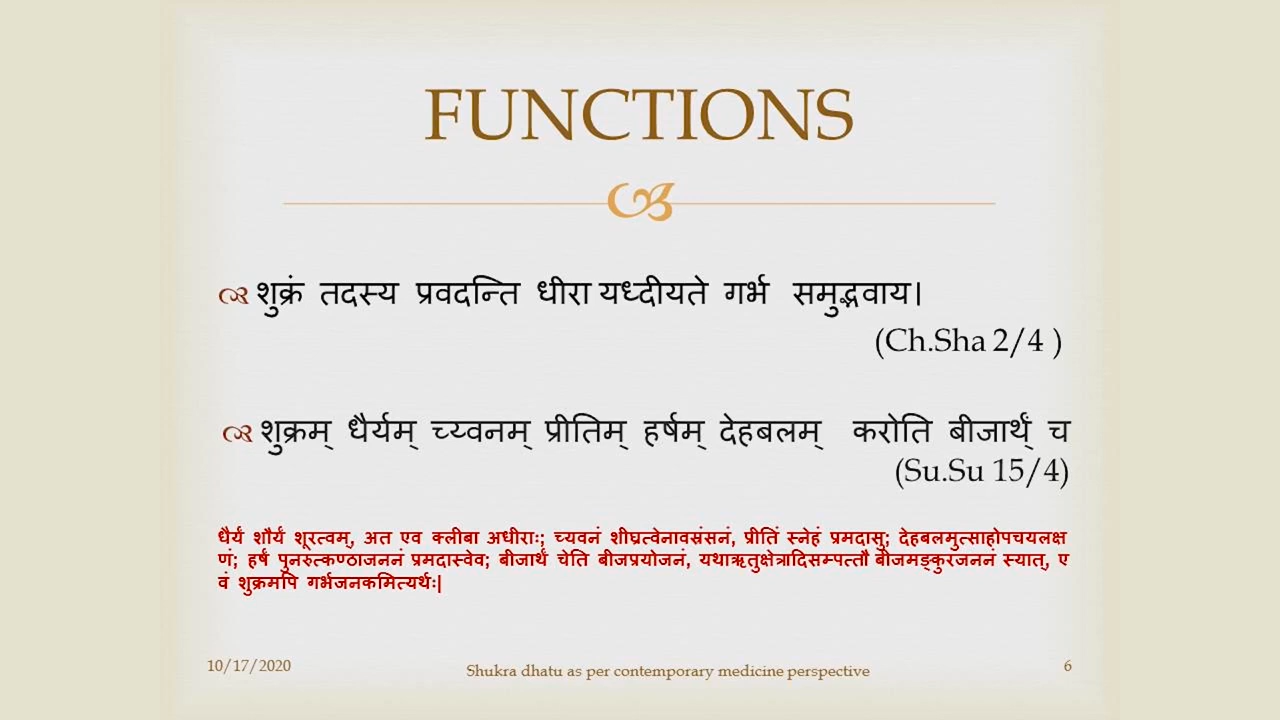 FUNCTIONS
शुक्रं तदस्य प्रवदन्ति धीरा यध्दीयते गर्भ समुद्भवाय।
(Ch.Sha 2/4 )
शुक्रम् धैर्यम् च्य्वनम् प्रीतिम् हर्षम् देहबलम् करोति बीजार्थं च
(Su.Su 15/4)
धैर्यं शौर्यं शूरत्वम्, अत एव क्लीबा अधीराः; च्यवनं शीघ्रत्वेनावस्रंसनं, प्रीतिं स्नेहं प्रमदासु; देहबलमुत्साहोपचयलक्ष
णं; हर्षं पुनरुत्कण्ठाजननं प्रमदास्वेव; बीजार्थं चेति बीजप्रयोजनं, यथाऋतुक्षेत्रादिसम्पत्तौ बीजमङ्कुरजननं स्यात्, ए
वं शुक्रमपि गर्भजनकमित्यर्थः|
10/17/2020
Shukra dhatu as per contemporary medicine perspective
6